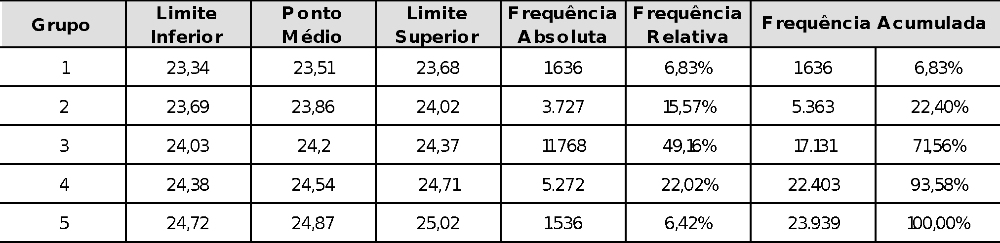 Grupo Limite Inferior Ponto Médio Limite Superior Frequência Absoluta Frequência Relativa Frequência Acumulada
1 23,34 23,51 23,68 1636 6,83% 1636 6,83%
2 23,69 23,86 24,02 3.727 15,57% 5.363 22,40%
3 24,03 24,2 24,37 11.768 49,16% 17.131 71,56%
4 24,38 24,54 24,71 5.272 22,02% 22.403 93,58%
5 24,72 24,87 25,02 1.536 6,42% 23.939 100,00%